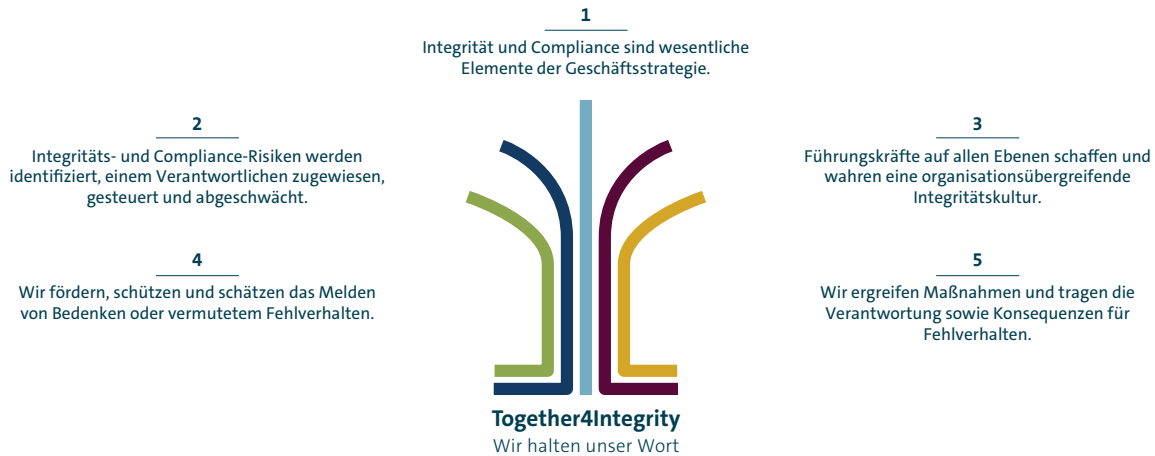 1
Integrität und Compliance sind wesentliche
Elemente der Geschäftsstrategie.
2
Integritäts- und Compliance-Risiken werden
identifiziert, einem Verantwortlichen zugewiesen,
gesteuert und abgeschwächt.
3
Führungskräfte auf allen Ebenen schaffen und
wahren eine organisationsübergreifende
Integritätskultur.
4
Wir fördern, schützen und schätzen das Melden
von Bedenken oder vermutetem Fehlverhalten.
5
Wir ergreifen Maßnahmen und tragen die
Verantwortung sowie Konsequenzen für
Fehlverhalten.
Together4Integrity
Wir halten unser Wort